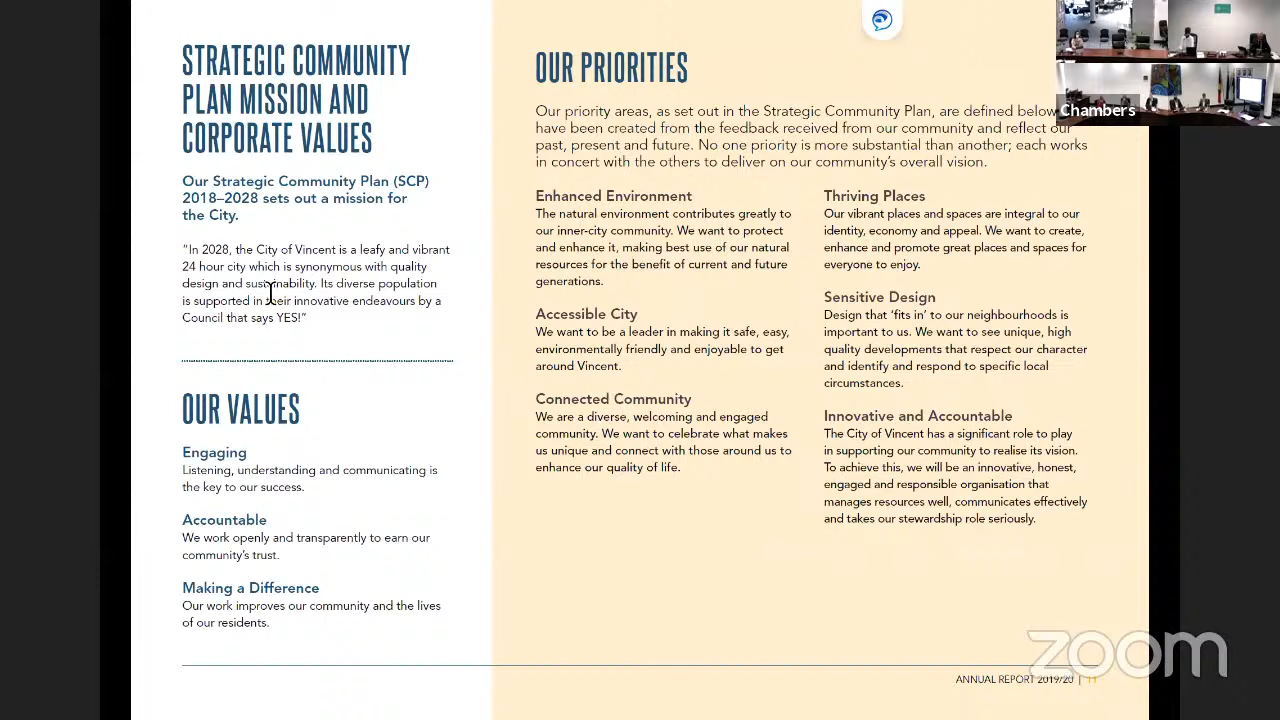 STRATEGIC COMMUNITY
PLAN MISSION AND
CORPORATE VALUES
Our Strategic Community Plan (SCP)
2018–2028 sets out a mission for
the City.
"In 2028, the City of Vincent is a leafy and vibrant
24 hour city which is synonymous with quality
design and sustainability. Its diverse population
is supported in their innovative endeavours by a
Council that says YES!"
OUR VALUES
Engaging
Listening, understanding and communicating is
the key to our success.
Accountable
We work openly and transparently to earn our
community's trust.
Making a Difference
Our work improves our community and the lives
of our residents.
OUR PRIORITIES
Our priority areas, as set out in the Strategic Community Plan, are defined below
have been created from the feedback received from our community and reflect our
past, present and future. No one priority is more substantial than another; each works
in concert with the others to deliver on our community's overall vision.
Enhanced Environment
The natural environment contributes greatly to
our inner-city community. We want to protect
and enhance it, making best use of our natural
resources for the benefit of current and future
generations.
Accessible City
We want to be a leader in making it safe, easy,
environmentally friendly and enjoyable to get
around Vincent.
Connected Community
We are a diverse, welcoming and engaged
community. We want to celebrate what makes
us unique and connect with those around us to
enhance our quality of life.
Thriving Places
Our vibrant places and spaces are integral to our
identity, economy and appeal. We want to create,
enhance and promote great places and spaces for
everyone to enjoy.
Sensitive Design
Design that 'fits in' to our neighbourhoods is
important to us. We want to see unique, high
quality developments that respect our character
and identify and respond to specific local
circumstances.
Innovative and Accountable
The City of Vincent has a significant role to play
in supporting our community to realise its vision.
To achieve this, we will be an innovative, honest,
engaged and responsible organisation that
manages resources well, communicates effectively
and takes our stewardship role seriously.
Chambers
zoom
ANNUAL REPORT 2019/20 | 11